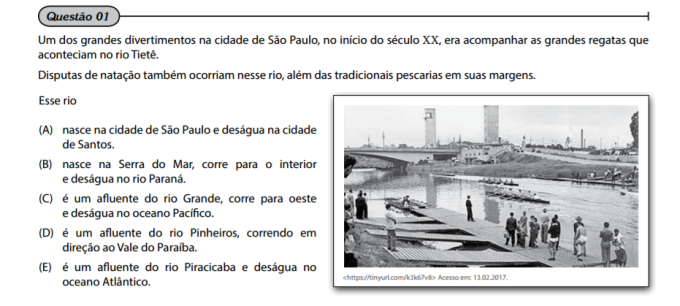 Questão 01
Um dos grandes divertimentos na cidade de São Paulo, no início do século XX, era acompanhar as grandes regatas que
aconteciam no rio Tietê.
Disputas de natação também ocorriam nesse rio, além das tradicionais pescarias em suas margens.
Esse rio
(A) nasce na cidade de São Paulo e deságua na cidade
de Santos.
(B) nasce na Serra do Mar, corre para o interior
e deságua no rio Paraná.
(C) é um afluente do rio Grande, corre para oeste
e deságua no oceano Pacífico.
(D) é um afluente do rio Pinheiros, correndo em
direção ao Vale do Paraíba.
(E) é um afluente do rio Piracicaba e deságua no
oceano Atlântico.
<https://tinyurl.com/k3k67v8> Acesso em: 13.02.2017.